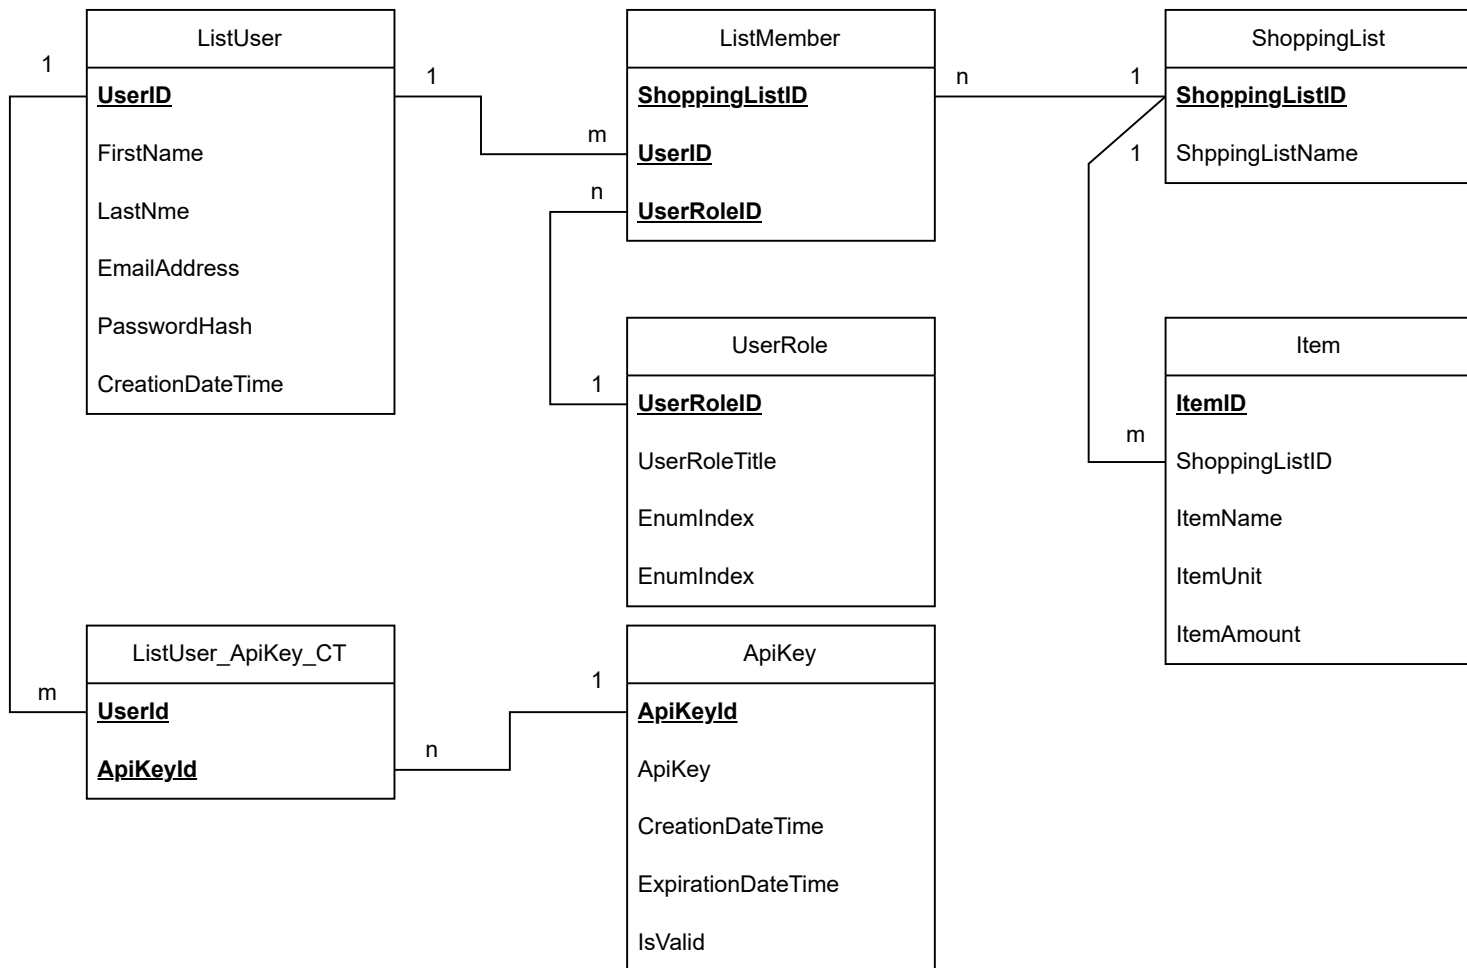 ListUser
1
UserID
FirstName
LastNme
EmailAddress
PasswordHash
CreationDateTime
1
m
ListMember
ShoppingListID
UserID
UserRoleID
n
n
1
ShoppingList
ShoppingListID
ShppingListName
1
UserRole
1
UserRoleID
UserRoleTitle
EnumIndex
EnumIndex
Item
ItemID
m
ShoppingListID
ItemName
ItemUnit
ItemAmount
ListUser_ApiKey_CT
m
UserId
ApiKeyId
n
1
ApiKey
ApiKeyId
ApiKey
CreationDateTime
ExpirationDateTime
IsValid